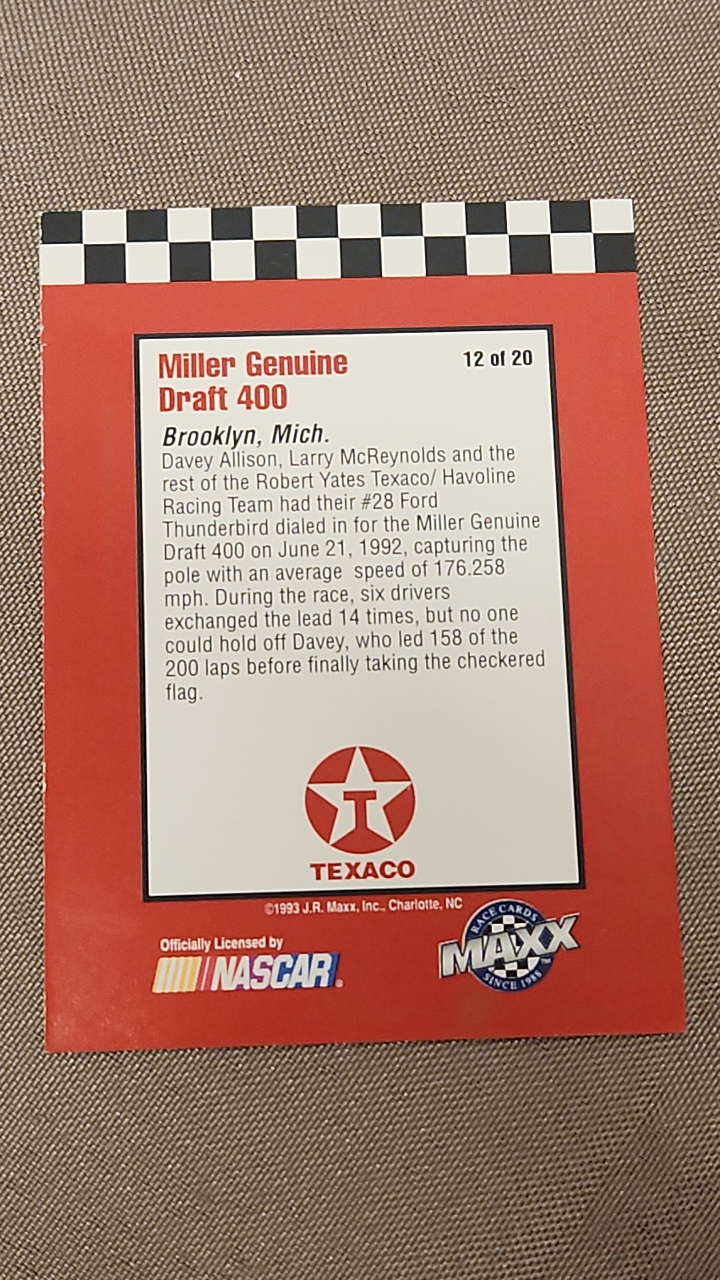 Miller Genuine
Draft 400
12 of 20
Brooklyn, Mich.
Davey Allison, Larry McReynolds and the
rest of the Robert Yates Texaco/ Havoline
Racing Team had their #28 Ford
Thunderbird dialed in for the Miller Genuine
Draft 400 on June 21, 1992, capturing the
pole with an average speed of 176.258
mph. During the race, six drivers
exchanged the lead 14 times, but no one
could hold off Davey, who led 158 of the
200 laps before finally taking the checkered
flag.
T
TEXACO
©1993 J.R. Maxx, Inc., Charlotte, NC
Officially Licensed by
NASCAR®
RACE CARDS
MAXX
SINCE 1988